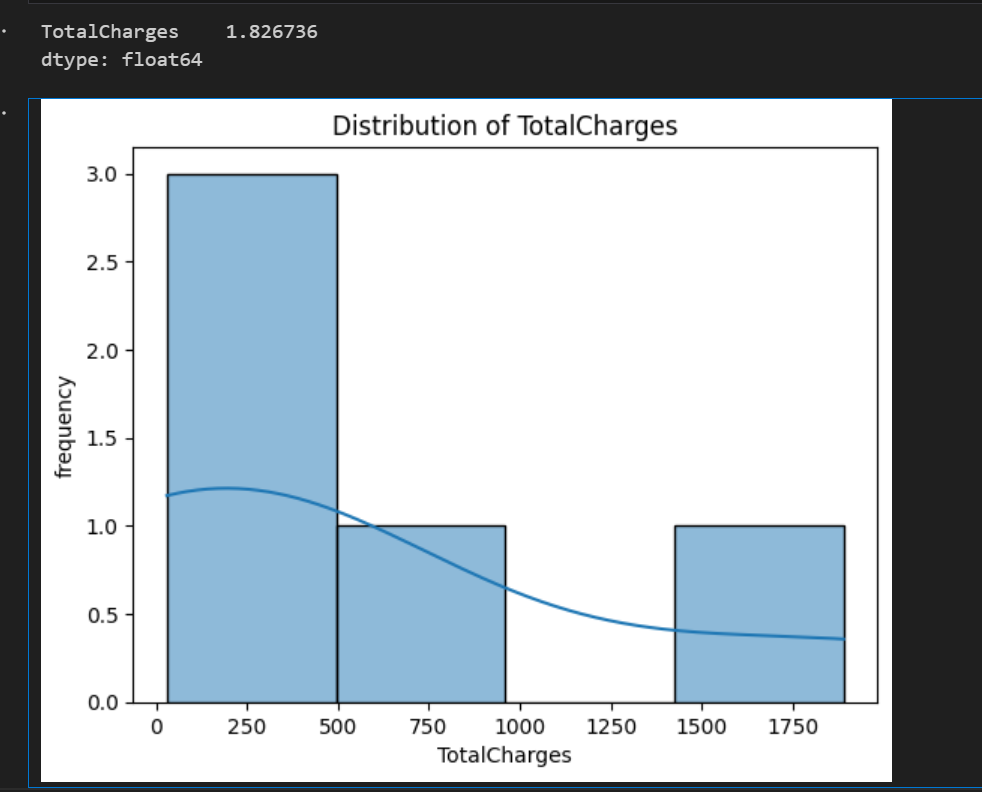 TotalCharges    1.826736
dtype: float64
Distribution of TotalCharges
3.0
2.5
2.0
1.5
1.0
0.5
0.0
frequency
0 250 500 750 1000 1250 1500 1750
TotalCharges